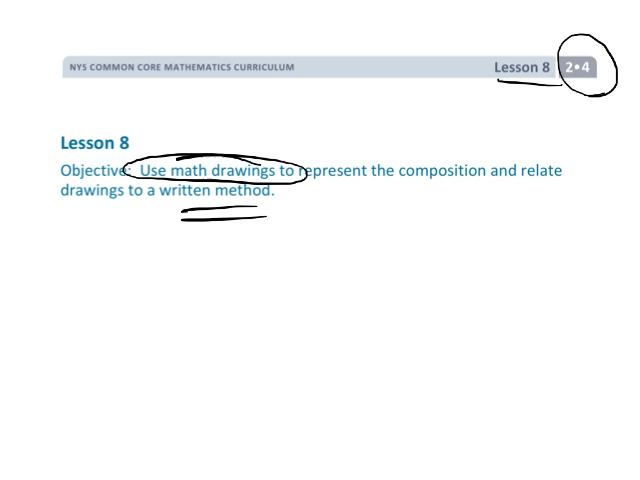 NYS COMMON CORE MATHEMATICS CURRICULUM Lesson 8 2•4
Lesson 8
Objective: Use math drawings to represent the composition and relate
drawings to a written method.